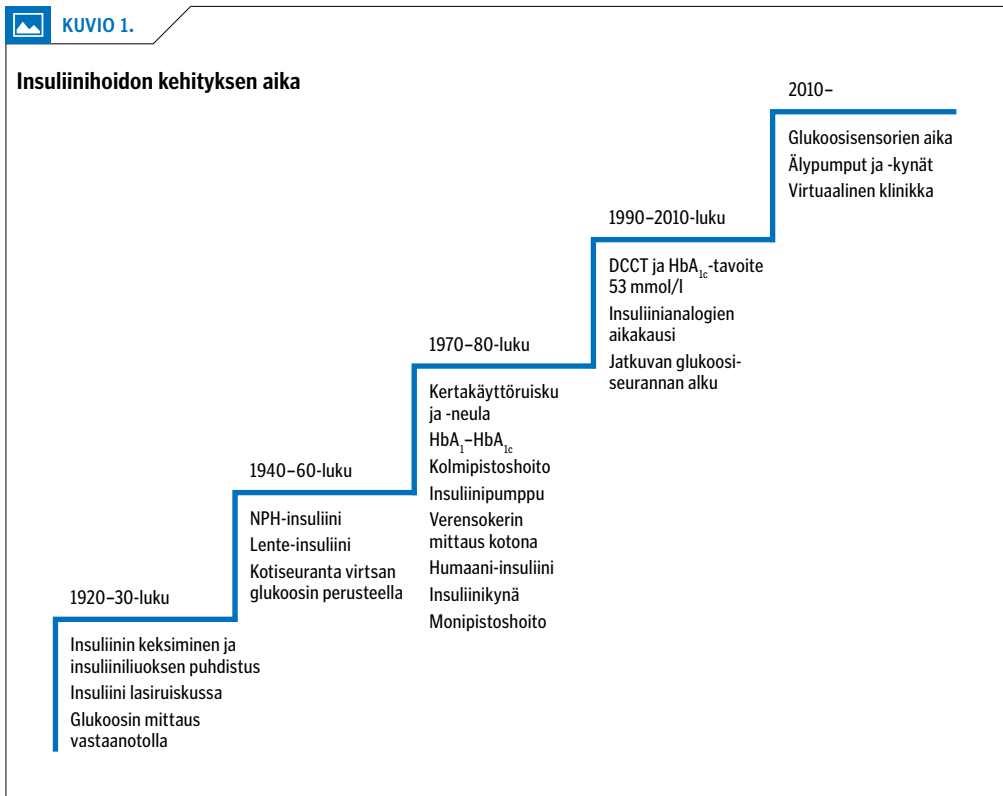 KUVIO 1.
Insuliinihoidon kehityksen aika
1920–30-luku
Insuliinin keksiminen ja
insuliiniliuoksen puhdistus
Insuliini lasiruiskussa
Glukoosin mittaus
vastaanotolla
1940–60-luku
NPH-insuliini
Lente-insuliini
Kotiseuranta virtsan
glukoosin perusteella
1970–80-luku
Kertakäyttöruisku
ja -neula
HbA₁–HbA₁c
Kolmipistoshoito
Insuliinipumppu
Verensokerin
mittaus kotona
Humaani-insuliini
Insuliinikynä
Monipistoshoito
1990–2010-luku
DCCT ja HbA₁c-tavoite
53 mmol/l
Insuliinianalogien
aikakausi
Jatkuvan glukoosi-
seurannan alku
2010–
Glukoosisensorien aika
Älypumput ja -kynät
Virtuaalinen klinikka